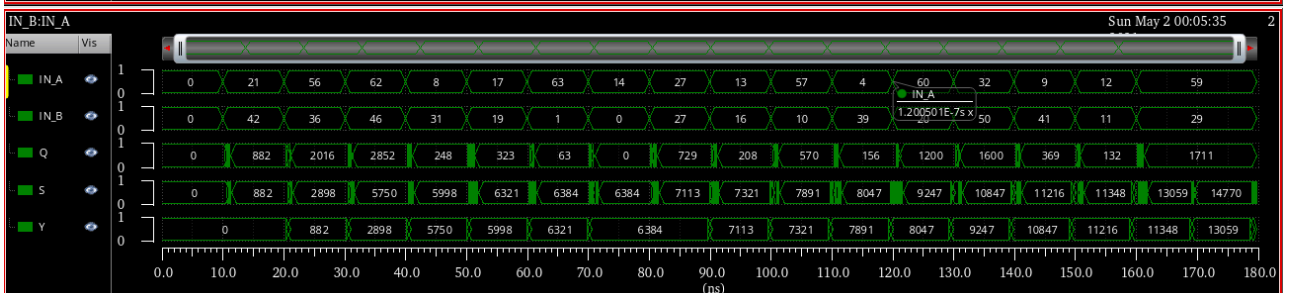 IN_B:IN_A Sun May 2 00:05:35 2
Name Vis
IN_A 1 0 0 21 56 62 8 17 63 14 27 13 57 4 60 32 9 12 59
IN_A
1.200501E-7s x
IN_B 1 0 0 42 36 46 31 19 1 0 27 16 10 39 20 50 41 11 29
Q 1 0 0 882 2016 2852 248 323 63 0 729 208 570 156 1200 1600 369 132 1711
S 1 0 0 882 2898 5750 5998 6321 6384 6384 7113 7321 7891 8047 9247 10847 11216 11348 13059 14770
Y 1 0 0 882 2898 5750 5998 6321 6384 7113 7321 7891 8047 9247 10847 11216 11348 13059
0.0 10.0 20.0 30.0 40.0 50.0 60.0 70.0 80.0 90.0 100.0 110.0 120.0 130.0 140.0 150.0 160.0 170.0 180.0
(ns)